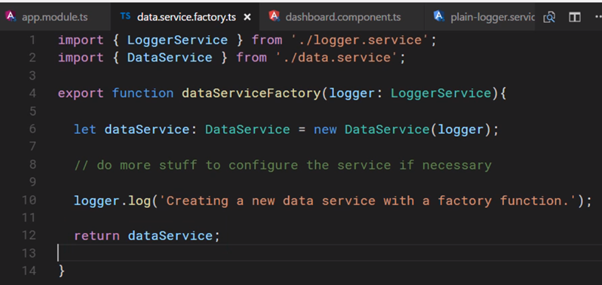 app.module.ts TS data.service.factory.ts × dashboard.component.ts plain-logger.servic
1 import { LoggerService } from './logger.service';
2 import { DataService } from './data.service';
3
4 export function dataServiceFactory(logger: LoggerService){
5
6 let dataService: DataService = new DataService(logger);
7
8 // do more stuff to configure the service if necessary
9
10 logger.log('Creating a new data service with a factory function.');
11
12 return dataService;
13
14 }